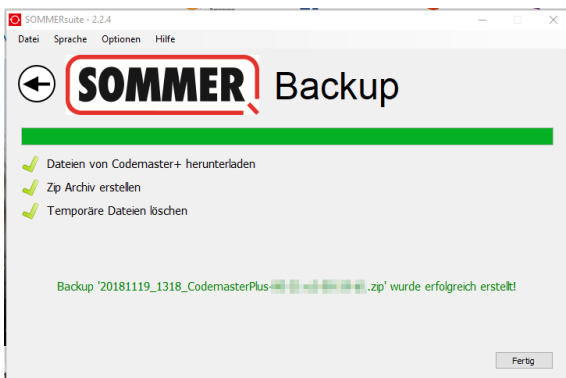 SOMMERsuite - 2.2.4
Datei Sprache Optionen Hilfe
SOMMER Backup
Dateien von Codemaster+ herunterladen
Zip Archiv erstellen
Temporäre Dateien löschen
Backup '20181119_1318_CodemasterPlus- .zip' wurde erfolgreich erstellt!
Fertig